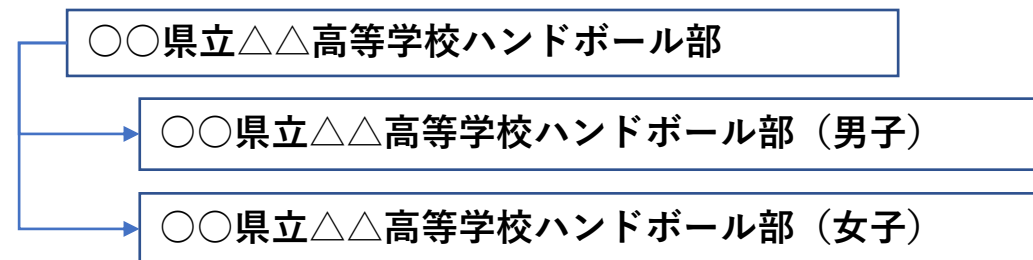 ○○県立△△高等学校ハンドボール部
○○県立△△高等学校ハンドボール部（男子）
○○県立△△高等学校ハンドボール部（女子）